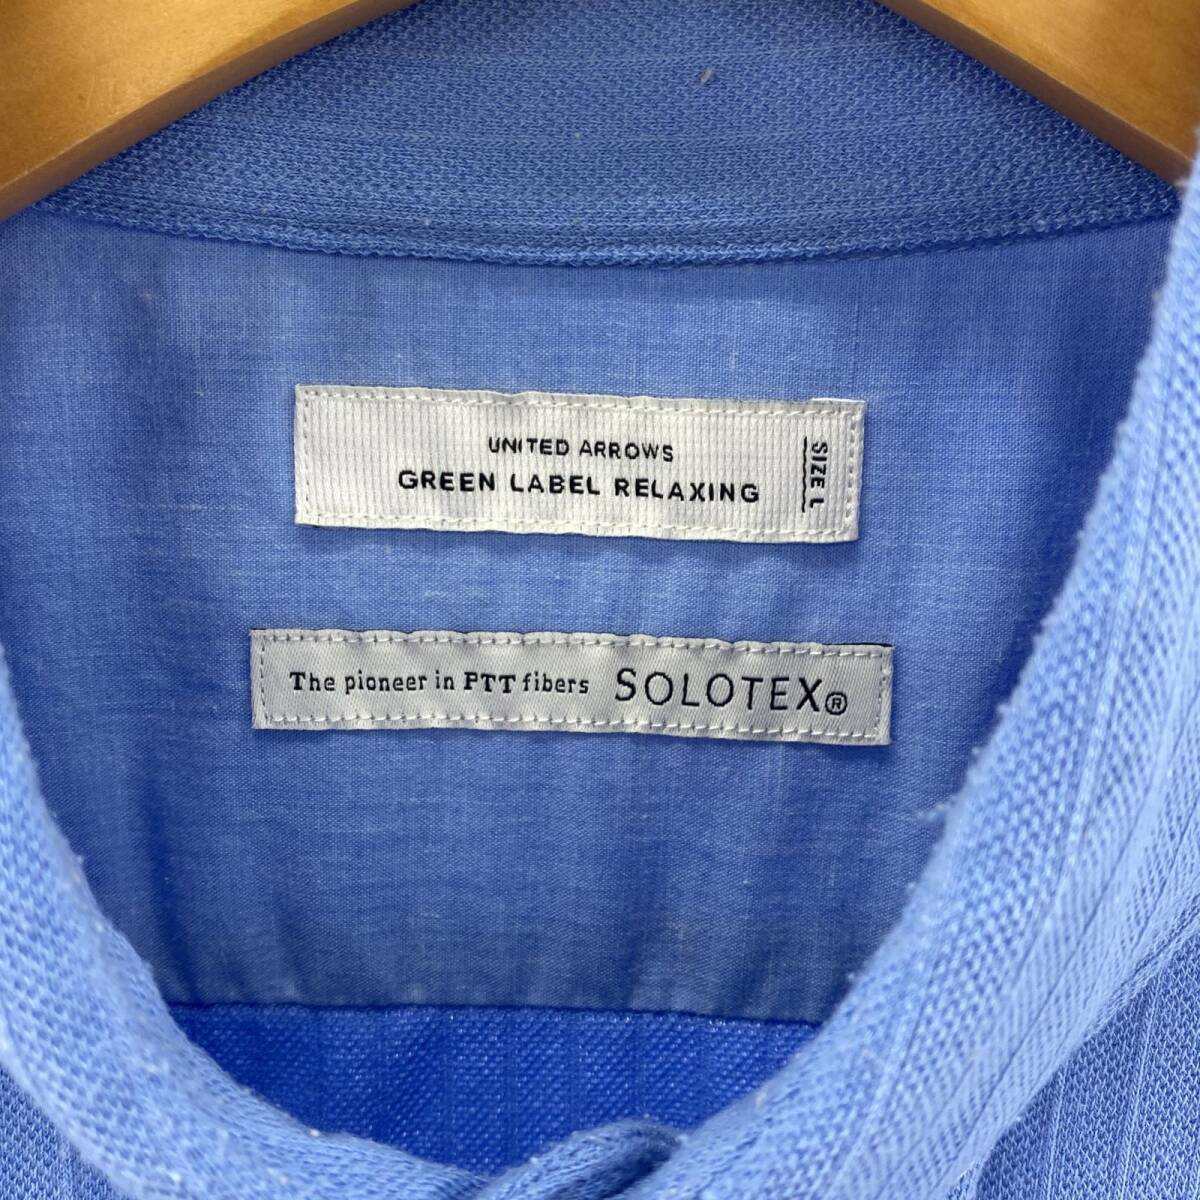 UNITED ARROWS
GREEN LABEL RELAXING
SIZE L
The pioneer in PTT fibers SOLOTEX®